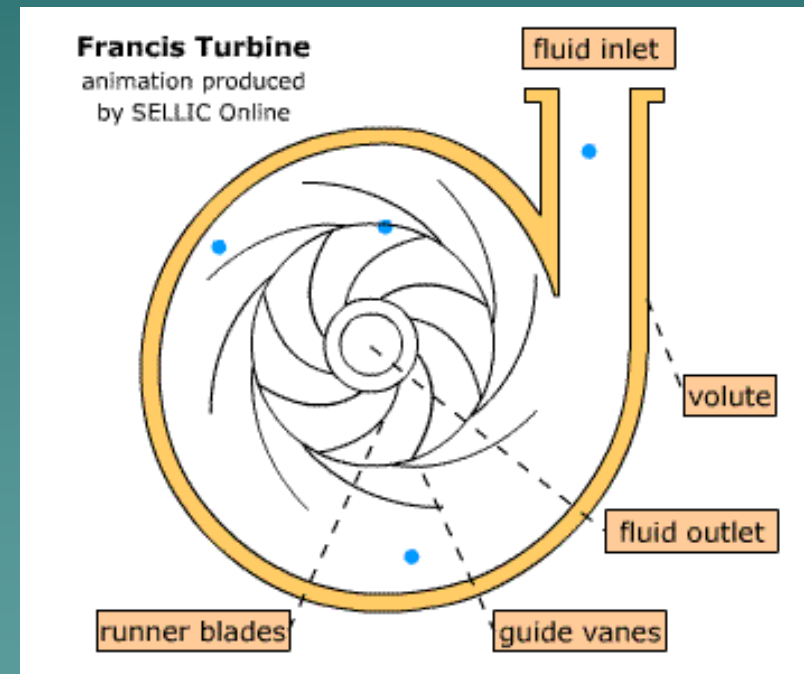 Francis Turbine
animation produced
by SELLIC Online
fluid inlet
volute
fluid outlet
runner blades
guide vanes